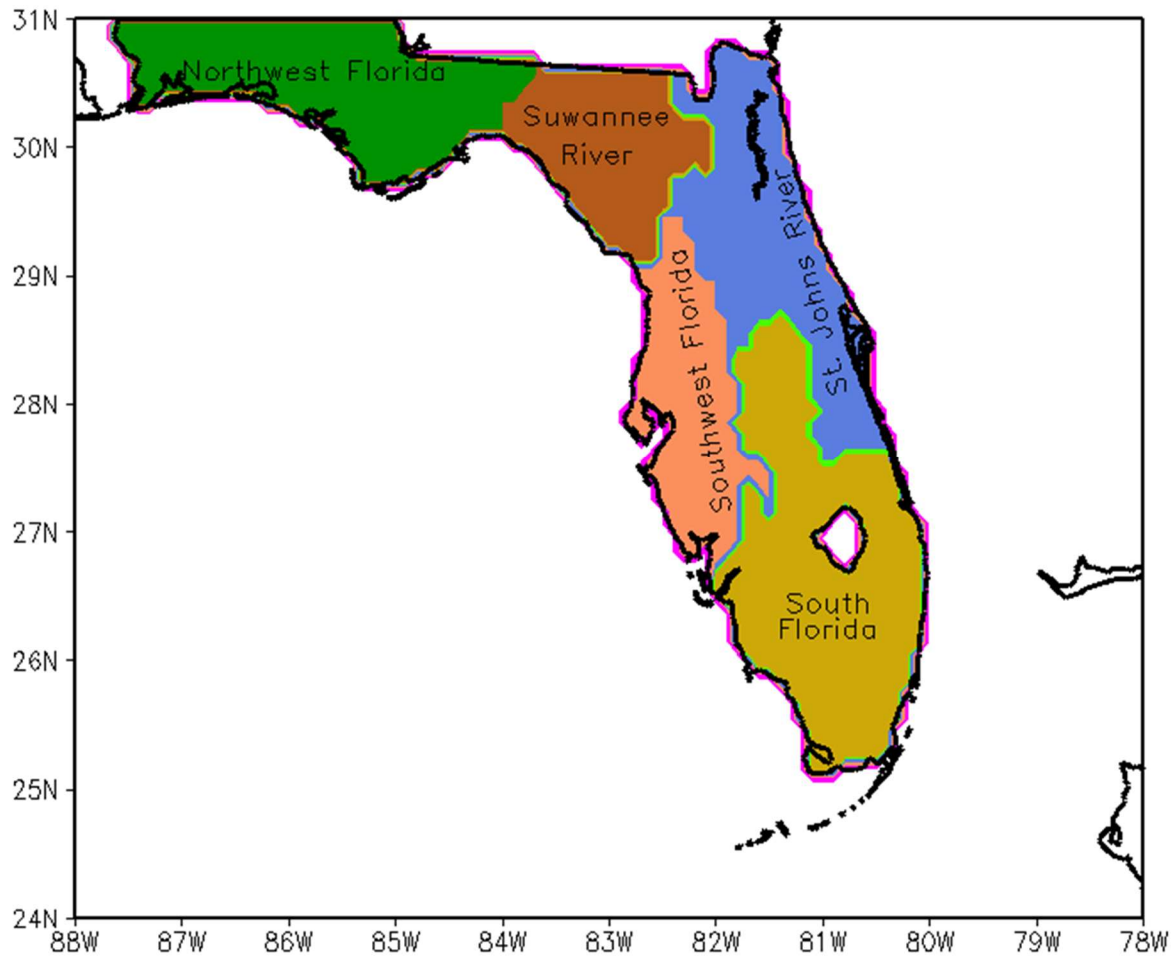 31N
Northwest Florida
Suwannee
River
30N
St. Johns River
29N
Southwest Florida
28N
27N
South
Florida
26N
25N
24N
88W 87W 86W 85W 84W 83W 82W 81W 80W 79W 78W